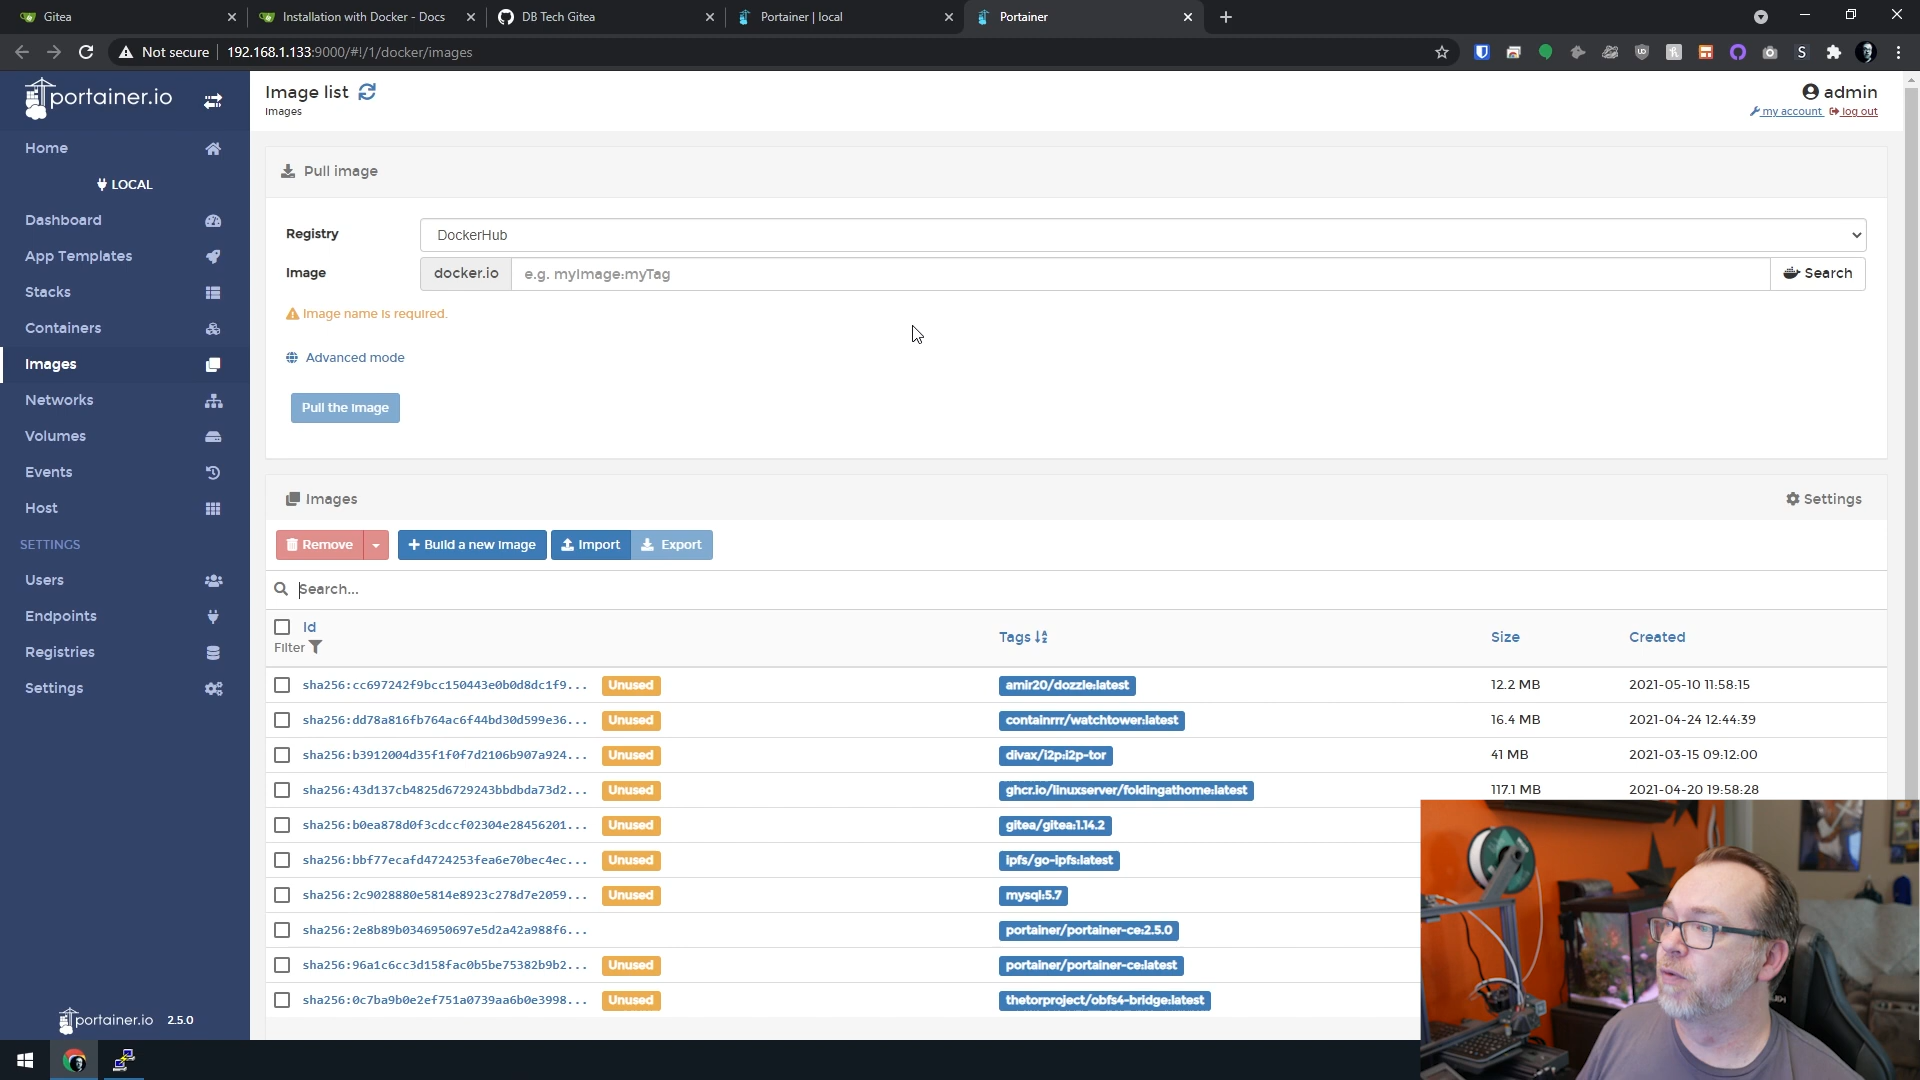 Gitea
Installation with Docker - Docs
DB Tech Gitea
Portainer | local
Portainer
Not secure
192.168.1.133:9000/#!/1/docker/images
portainer.io
Home
LOCAL
Dashboard
App Templates
Stacks
Containers
Images
Networks
Volumes
Events
Host
SETTINGS
Users
Endpoints
Registries
Settings
portainer.io 2.5.0
Image list
Images
admin
my account log out
Pull image
Registry
DockerHub
Image
docker.io
e.g. myImage:myTag
Search
Image name is required.
Advanced mode
Pull the image
Images
Settings
Remove
+ Build a new image
Import
Export
Search...
Id
Filter
Tags
Size
Created
sha256:cc697242f9bcc150443e0b0d8dc1f9... Unused amir20/dozzle:latest 12.2 MB 2021-05-10 11:58:15
sha256:dd78a816fb764ac6f44bd30d599e36... Unused containrrr/watchtower:latest 16.4 MB 2021-04-24 12:44:39
sha256:b3912004d35f1f0f7d2106b907a924... Unused divax/i2p:i2p-tor 41 MB 2021-03-15 09:12:00
sha256:43d137cb4825d6729243bbdbda73d2... Unused ghcr.io/linuxserver/foldingathome:latest 117.1 MB 2021-04-20 19:58:28
sha256:b0ea878d0f3cdccf02304e28456201... Unused gitea/gitea:1.14.2
sha256:bbf77ecafd4724253fea6e70bec4ec... Unused ipfs/go-ipfs:latest
sha256:2c9028880e5814e8923c278d7e2059... Unused mysql:5.7
sha256:2e8b89b0346950697e5d2a42a988f6... portainer/portainer-ce:2.5.0
sha256:96a1c6cc3d158fac0b5be75382b9b2... Unused portainer/portainer-ce:latest
sha256:0c7ba9b0e2ef751a0739aa6b0e3998... Unused thetorproject/obfs4-bridge:latest